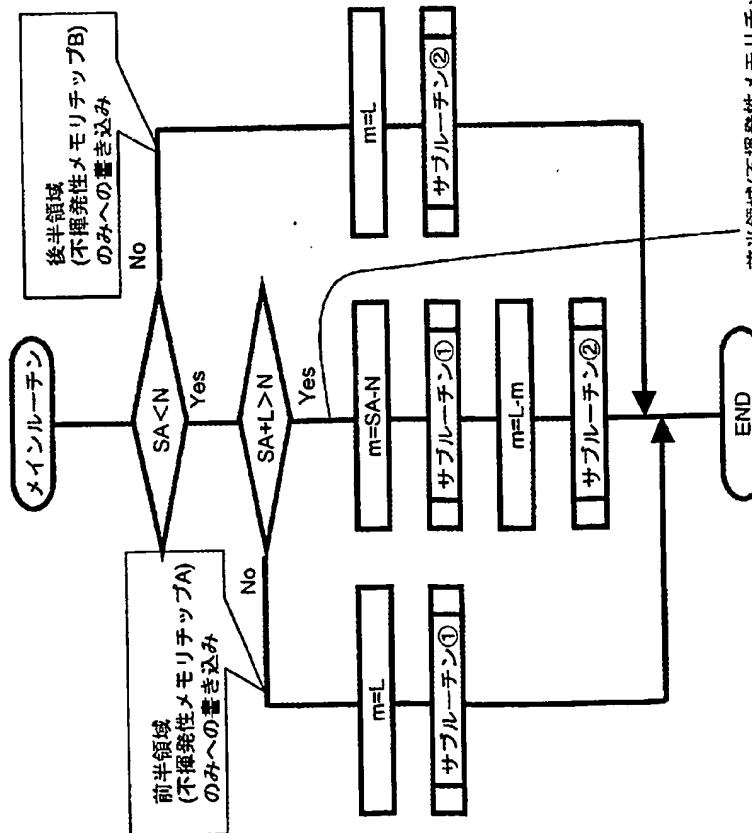 メインルーチン
後半領域
(不揮発性メモリチップB)
のみへの書き込み
SA<N
No
Yes
前半領域
(不揮発性メモリチップA)
のみへの書き込み
SA+L>N
No
Yes
m=L
サブルーチン①
m=SA-N
サブルーチン①
m=L-m
サブルーチン②
m=L
サブルーチン②
END